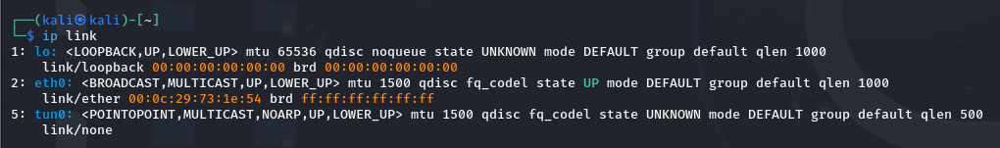 ┌──(kali㉿kali)-[~]
└─$ ip link
1: lo: <LOOPBACK,UP,LOWER_UP> mtu 65536 qdisc noqueue state UNKNOWN mode DEFAULT group default qlen 1000
    link/loopback 00:00:00:00:00:00 brd 00:00:00:00:00:00
2: eth0: <BROADCAST,MULTICAST,UP,LOWER_UP> mtu 1500 qdisc fq_codel state UP mode DEFAULT group default qlen 1000
    link/ether 00:0c:29:73:1e:54 brd ff:ff:ff:ff:ff:ff
5: tun0: <POINTOPOINT,MULTICAST,NOARP,UP,LOWER_UP> mtu 1500 qdisc fq_codel state UNKNOWN mode DEFAULT group default qlen 500
    link/none